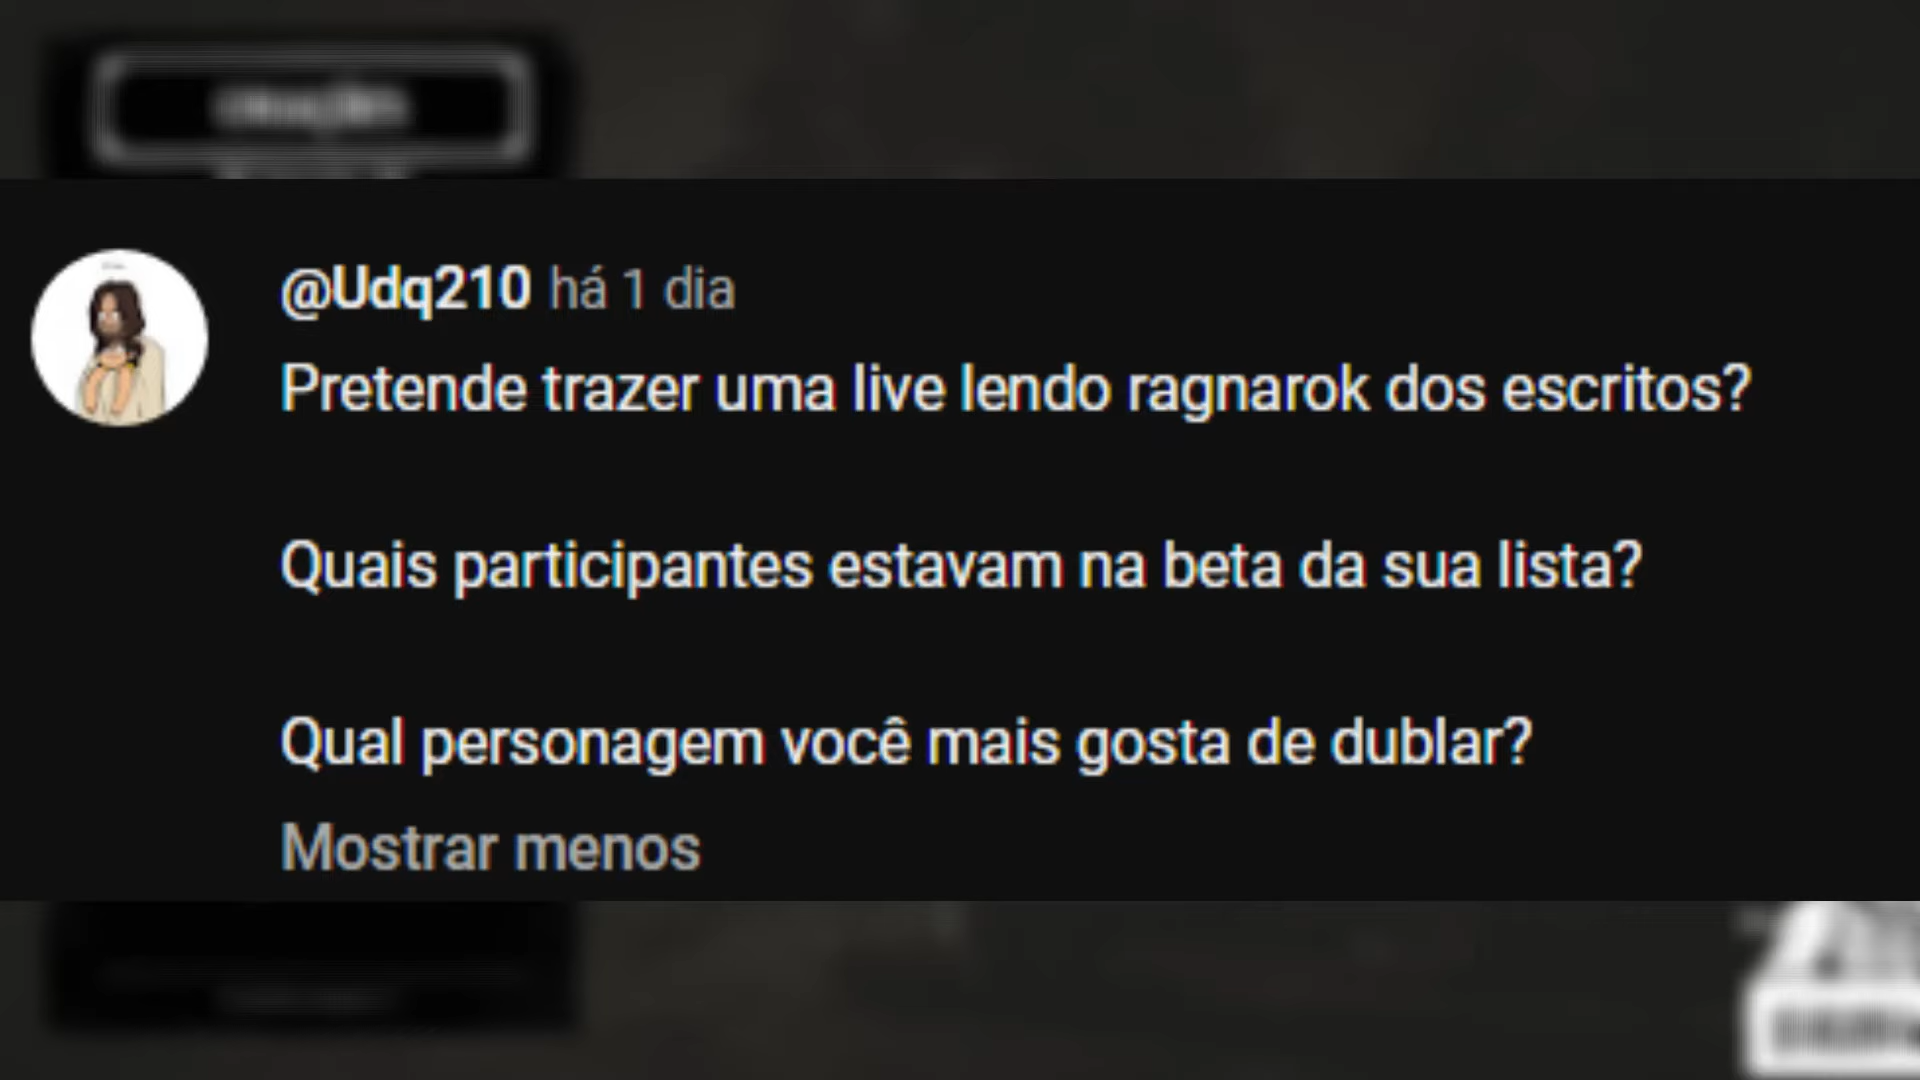 @Udq210 há 1 dia
Pretende trazer uma live lendo ragnarok dos escritos?
Quais participantes estavam na beta da sua lista?
Qual personagem você mais gosta de dublar?
Mostrar menos